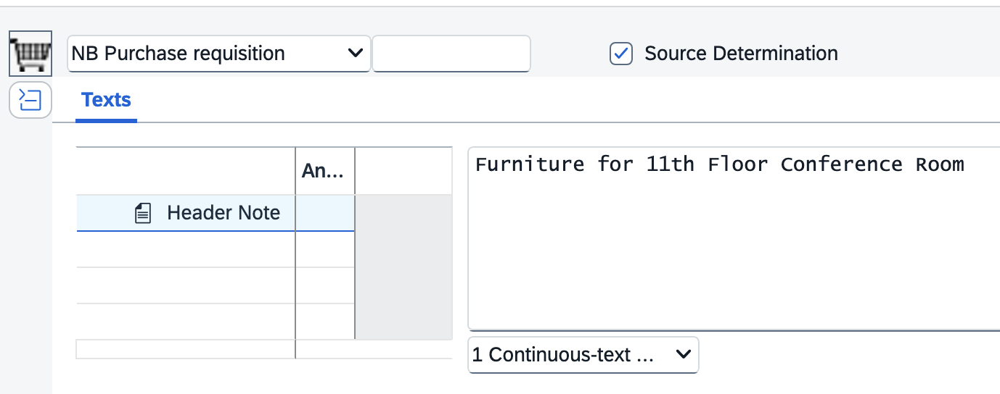 NB Purchase requisition
Source Determination
Texts
An...
Header Note
Furniture for 11th Floor Conference Room
1 Continuous-text ...